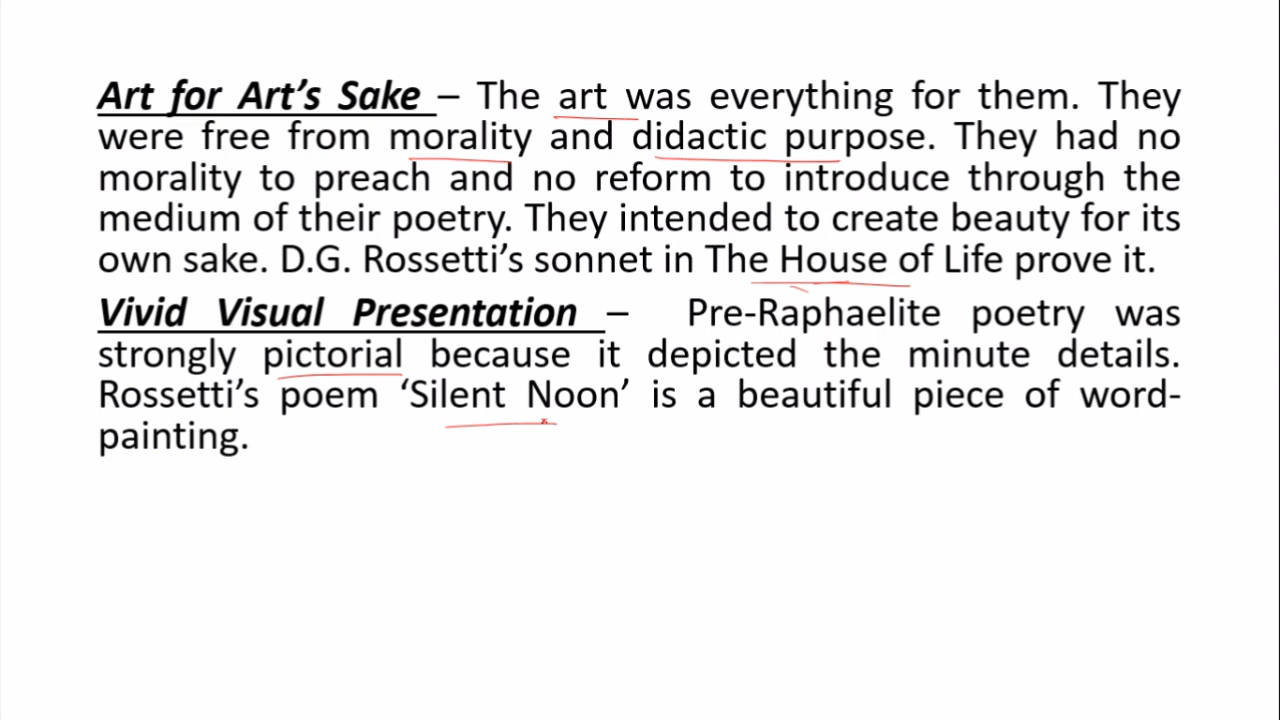 Art for Art’s Sake – The art was everything for them. They
were free from morality and didactic purpose. They had no
morality to preach and no reform to introduce through the
medium of their poetry. They intended to create beauty for its
own sake. D.G. Rossetti’s sonnet in The House of Life prove it.
Vivid Visual Presentation – Pre-Raphaelite poetry was
strongly pictorial because it depicted the minute details.
Rossetti’s poem ‘Silent Noon’ is a beautiful piece of word-
painting.